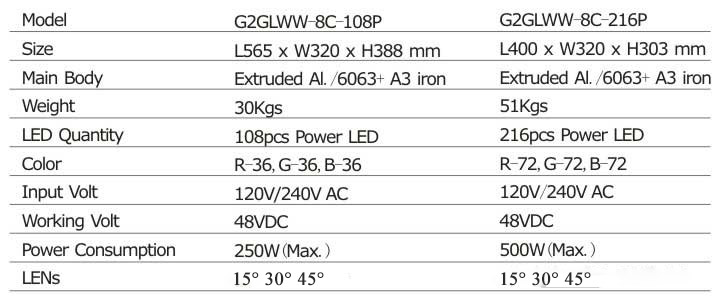 Model G2GLWW-8C-108P G2GLWW-8C-216P
Size L565 x W320 x H388 mm L400 x W320 x H303 mm
Main Body Extruded Al. /6063+ A3 iron Extruded Al. /6063+ A3 iron
Weight 30Kgs 51Kgs
LED Quantity 108pcs Power LED 216pcs Power LED
Color R-36, G-36, B-36 R-72, G-72, B-72
Input Volt 120V/240V AC 120V/240V AC
Working Volt 48VDC 48VDC
Power Consumption 250W(Max. ) 500W(Max. )
LENs 15° 30° 45° 15° 30° 45°